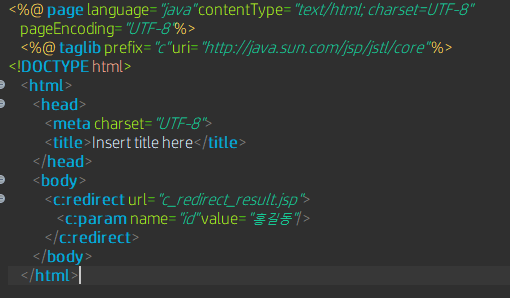 <%@ page language="java" contentType="text/html; charset=UTF-8"
pageEncoding="UTF-8"%>
<%@ taglib prefix="c" uri="http://java.sun.com/jsp/jstl/core"%>
<!DOCTYPE html>
<html>
<head>
<meta charset="UTF-8">
<title>Insert title here</title>
</head>
<body>
<c:redirect url="c_redirect_result.jsp">
<c:param name="id" value="홍길동"/>
</c:redirect>
</body>
</html>